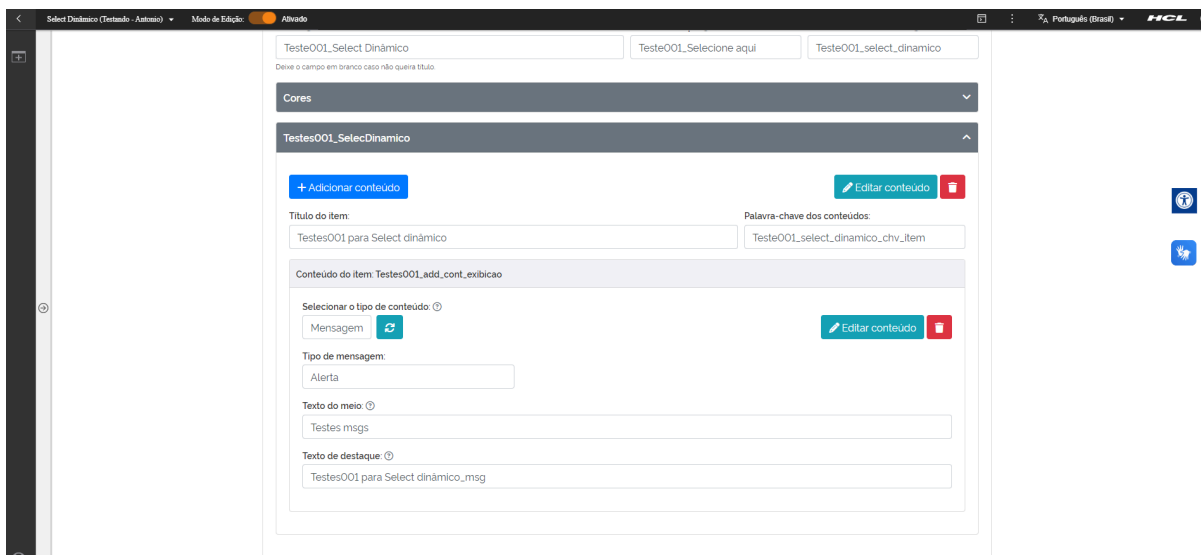 Select Dinâmico (Testando - Antonio) Modo de Edição: Ativado Português (Brasil) HCL
Teste001_Select Dinâmico Teste001_Selecione aqui Teste001_select_dinamico
Deixe o campo em branco caso não queira título
Cores
Testes001_SelecDinamico
+ Adicionar conteúdo Editar conteúdo
Título do item: Palavra-chave dos conteúdos:
Testes001 para Select dinâmico Teste001_select_dinamico_chv_item
Conteúdo do item: Testes001_add_cont_exibicao
Selecionar o tipo de conteúdo:
Mensagem Editar conteúdo
Tipo de mensagem:
Alerta
Texto do meio:
Testes msgs
Texto de destaque:
Testes001 para Select dinâmico_msg